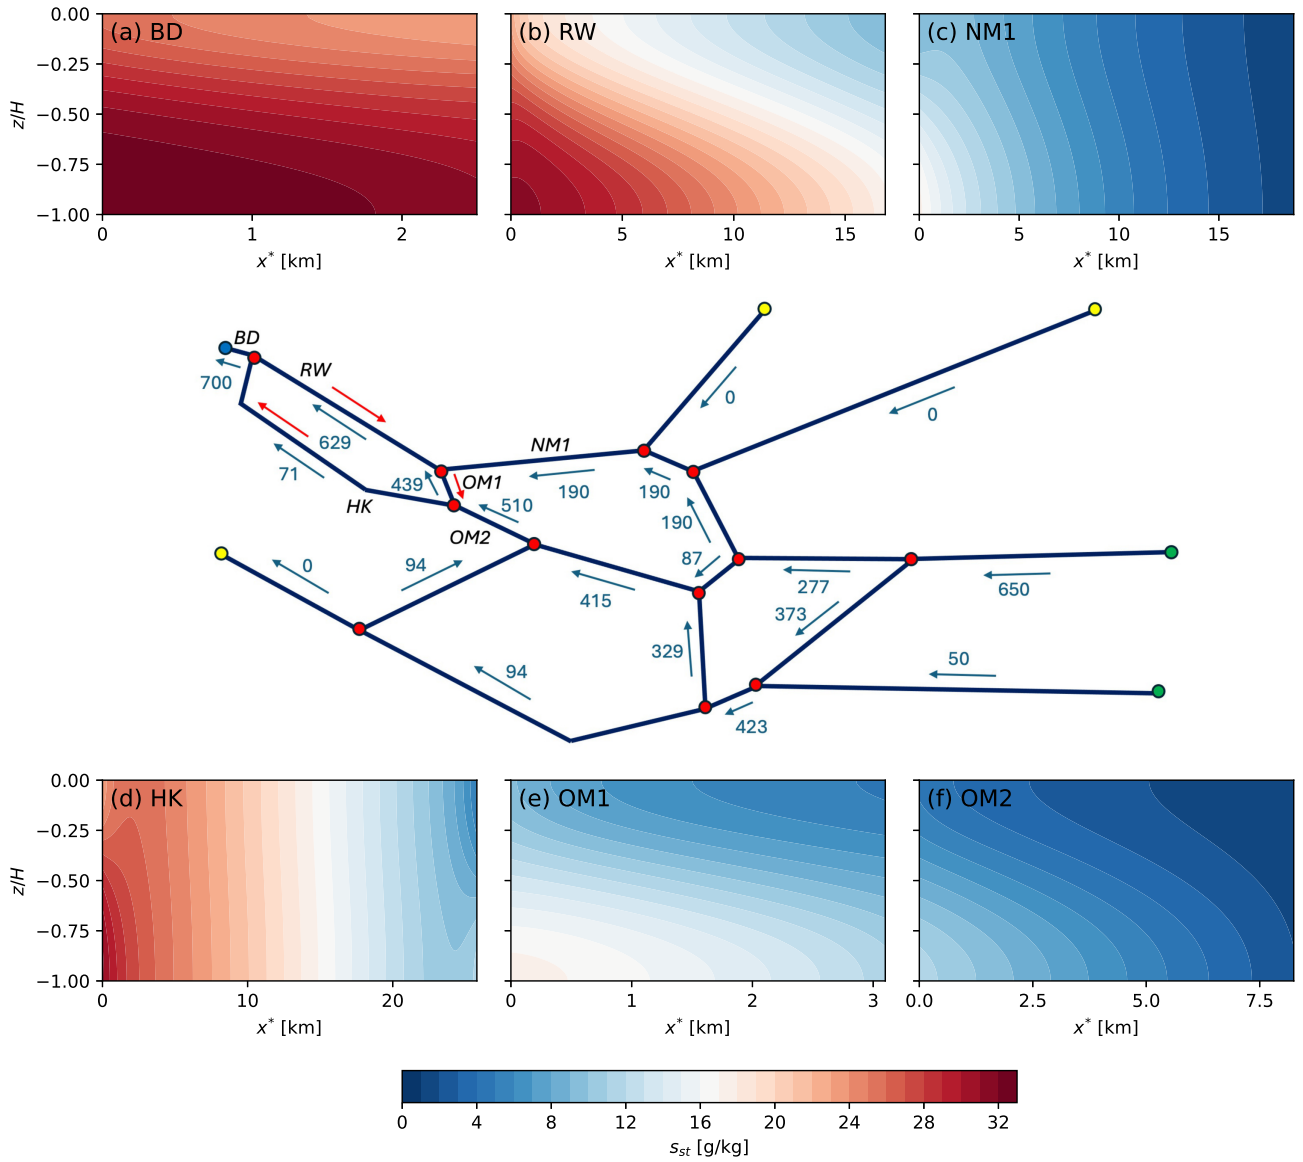 (a) BD
(b) RW
(c) NM1
0.00
−0.25
−0.50
−0.75
−1.00
z/H
0 1 2
x* [km]
0 5 10 15
x* [km]
0 5 10 15
x* [km]
BD
RW
700
629
71
HK
439
OM1
NM1
190
510
OM2
0
0
190
190
87
0
94
415
277
650
373
329
50
94
423
(d) HK
(e) OM1
(f) OM2
0.00
−0.25
−0.50
−0.75
−1.00
z/H
0 10 20
x* [km]
0 1 2 3
x* [km]
0.0 2.5 5.0 7.5
x* [km]
0 4 8 12 16 20 24 28 32
s_st [g/kg]